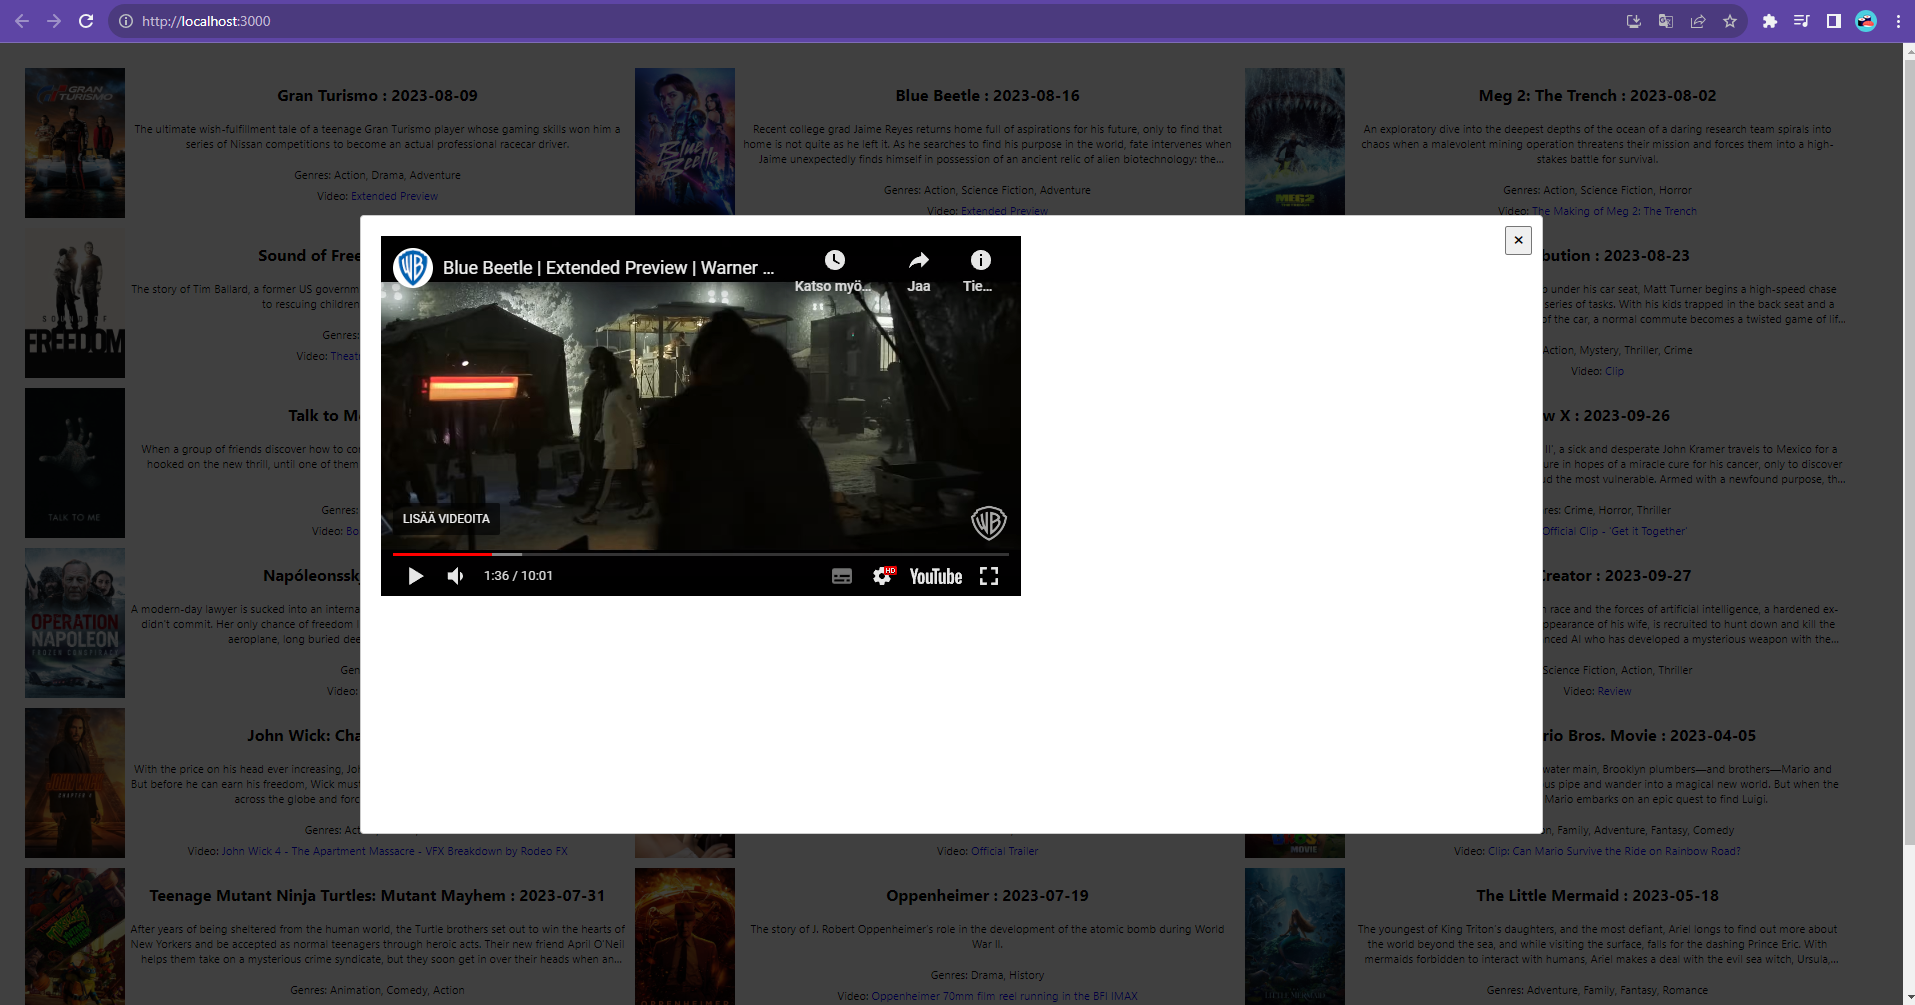 http://localhost:3000
GRAN
TURISMO
Gran Turismo : 2023-08-09
The ultimate wish-fulfillment tale of a teenage Gran Turismo player whose gaming skills won him a
series of Nissan competitions to become an actual professional racecar driver.
Genres: Action, Drama, Adventure
Video: Extended Preview
Blue
Beetle
Blue Beetle : 2023-08-16
Recent college grad Jaime Reyes returns home full of aspirations for his future, only to find that
home is not quite as he left it. As he searches to find his purpose in the world, fate intervenes when
Jaime unexpectedly finds himself in possession of an ancient relic of alien biotechnology: the...
Genres: Action, Science Fiction, Adventure
Video: Extended Preview
MEG2
Meg 2: The Trench : 2023-08-02
An exploratory dive into the deepest depths of the ocean of a daring research team spirals into
chaos when a malevolent mining operation threatens their mission and forces them into a high-
stakes battle for survival.
Genres: Action, Science Fiction, Horror
Video: The Making of Meg 2: The Trench
×
WB
Blue Beetle | Extended Preview | Warner ...
Katso myö...
Jaa
Tie...
LISÄÄ VIDEOITA
WB
1:36 / 10:01
HD
YouTube
SOUND OF
FREEDOM
Sound of Free
The story of Tim Ballard, a former US governm
to rescuing children
Genres:
Video: Theat
bution : 2023-08-23
under his car seat, Matt Turner begins a high-speed chase
series of tasks. With his kids trapped in the back seat and a
of the car, a normal commute becomes a twisted game of lif...
Action, Mystery, Thriller, Crime
Video: Clip
TALK TO ME
Talk to M
When a group of friends discover how to co
hooked on the new thrill, until one of them
Genres:
Video: Bo
w X : 2023-09-26
II', a sick and desperate John Kramer travels to Mexico for a
ure in hopes of a miracle cure for his cancer, only to discover
d the most vulnerable. Armed with a newfound purpose, th...
res: Crime, Horror, Thriller
Official Clip - 'Get it Together'
OPERATION
NAPOLEON
FROZEN CONSPIRACY
Napóleonssk
A modern-day lawyer is sucked into an interna
didn't commit. Her only chance of freedom l
aeroplane, long buried dee
Gen
Video:
Creator : 2023-09-27
race and the forces of artificial intelligence, a hardened ex-
ppearance of his wife, is recruited to hunt down and kill the
nced AI who has developed a mysterious weapon with the...
Science Fiction, Action, Thriller
Video: Review
JOHN WICK
CHAPTER 4
John Wick: Cha
With the price on his head ever increasing, Joh
But before he can earn his freedom, Wick must
across the globe and forc
Genres: Act
Video: John Wick 4 - The Apartment Massacre - VFX Breakdown by Rodeo FX
Video: Official Trailer
BROS
MOVIE
rio Bros. Movie : 2023-04-05
water main, Brooklyn plumbers—and brothers—Mario and
us pipe and wander into a magical new world. But when the
Mario embarks on an epic quest to find Luigi.
n, Family, Adventure, Fantasy, Comedy
Video: Clip: Can Mario Survive the Ride on Rainbow Road?
Teenage Mutant Ninja Turtles: Mutant Mayhem : 2023-07-31
After years of being sheltered from the human world, the Turtle brothers set out to win the hearts of
New Yorkers and be accepted as normal teenagers through heroic acts. Their new friend April O'Neil
helps them take on a mysterious crime syndicate, but they soon get in over their heads when an...
Genres: Animation, Comedy, Action
OPPENHEIMER
Oppenheimer : 2023-07-19
The story of J. Robert Oppenheimer's role in the development of the atomic bomb during World
War II.
Genres: Drama, History
Video: Oppenheimer 70mm film reel running in the BFI IMAX
LITTLE MERMAID
The Little Mermaid : 2023-05-18
The youngest of King Triton's daughters, and the most defiant, Ariel longs to find out more about
the world beyond the sea, and while visiting the surface, falls for the dashing Prince Eric. With
mermaids forbidden to interact with humans, Ariel makes a deal with the evil sea witch, Ursula,...
Genres: Adventure, Family, Fantasy, Romance